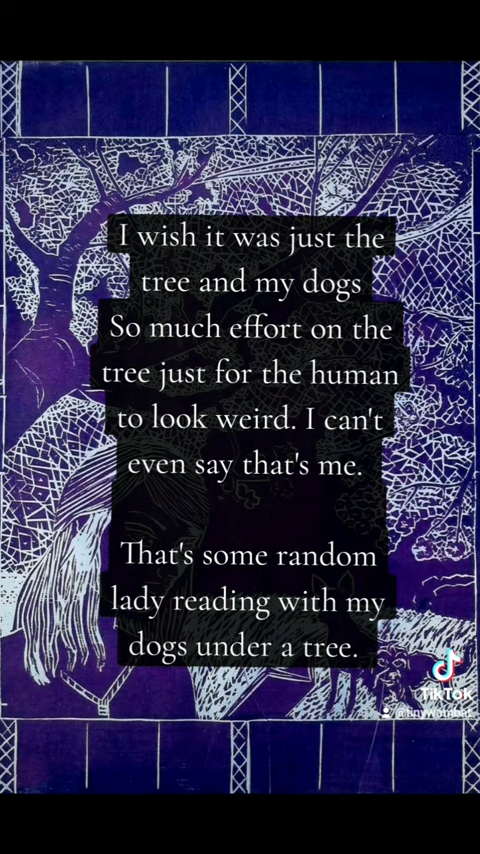 I wish it was just the
tree and my dogs
So much effort on the
tree just for the human
to look weird. I can't
even say that's me.
That's some random
lady reading with my
dogs under a tree.
TikTok
@tinywombat